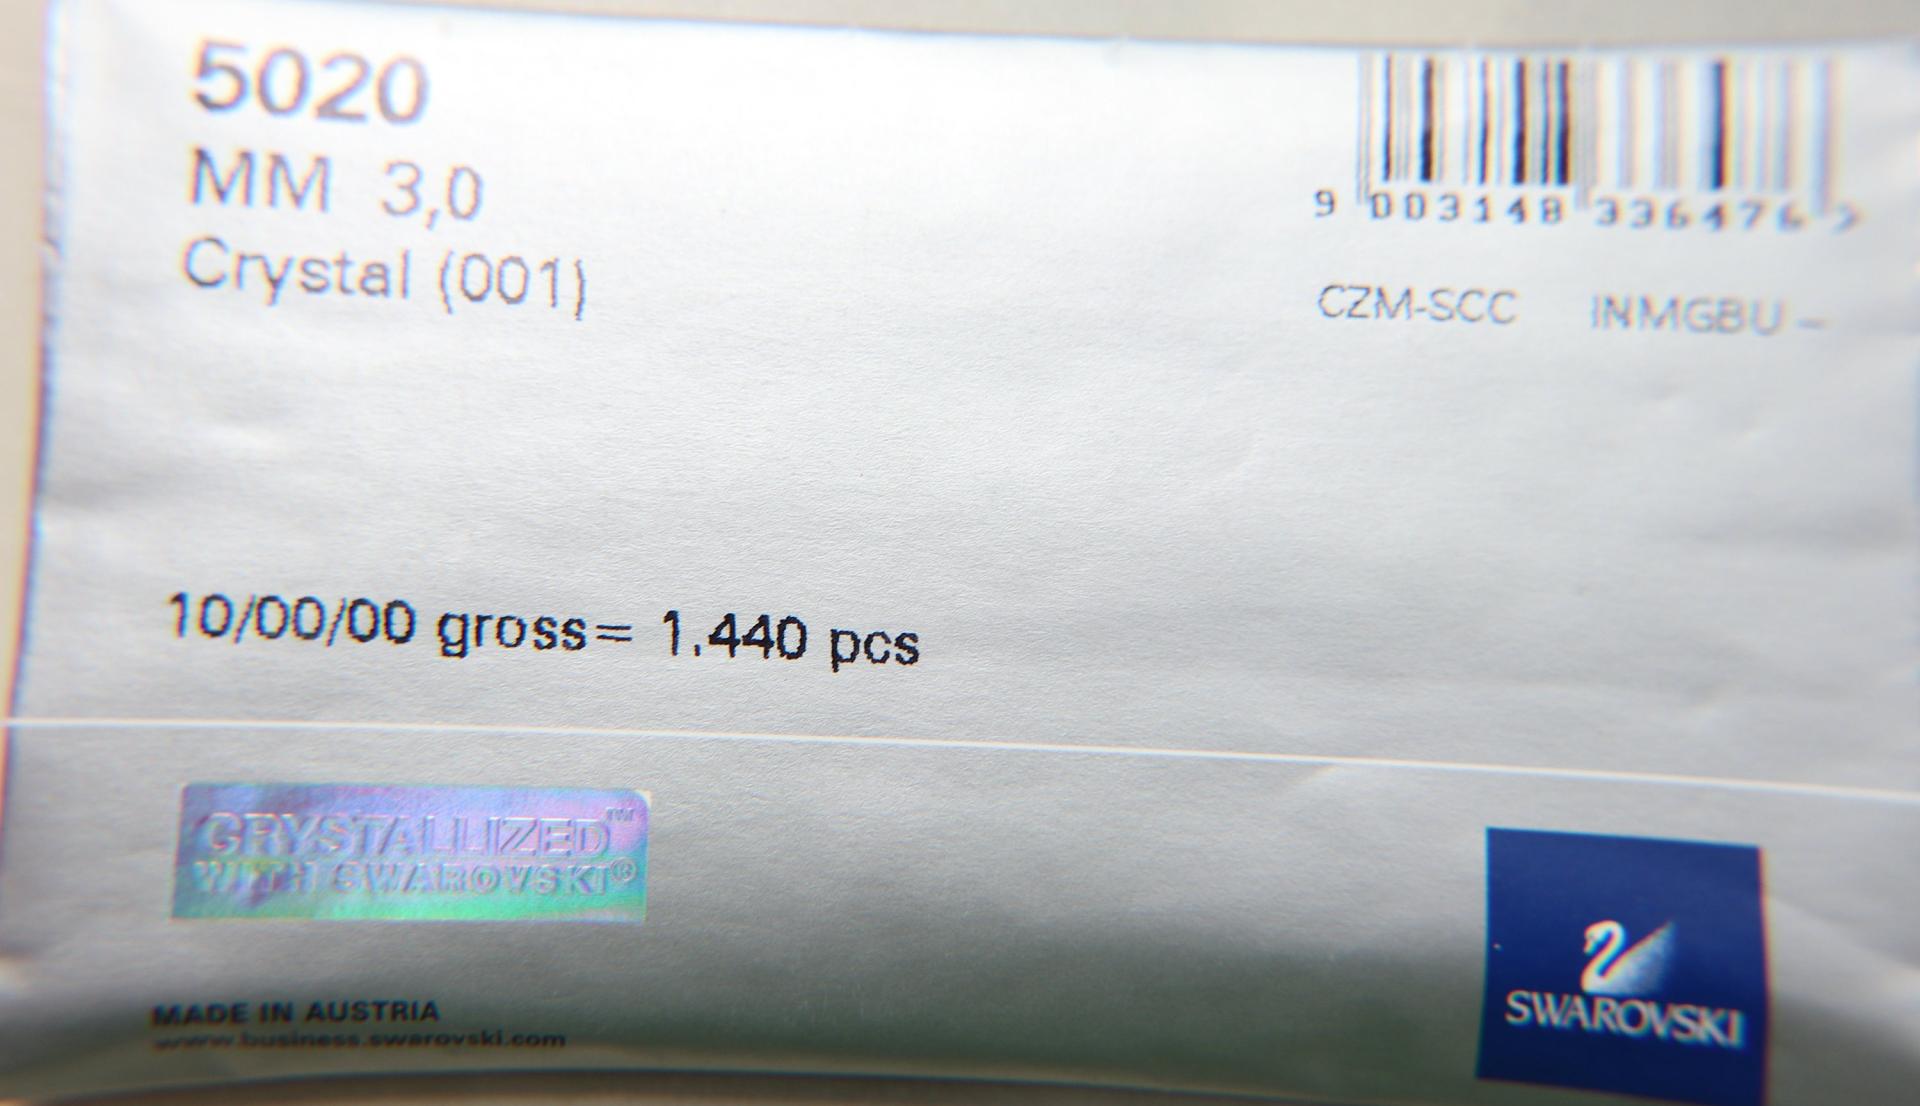 5020
MM 3,0
Crystal (001)
9 003148 336476 >
CZM-SCC INMGBU -
10/00/00 gross= 1.440 pcs
CRYSTALLIZED™
WITH SWAROVSKI®
MADE IN AUSTRIA
www.business.swarovski.com
SWAROVSKI